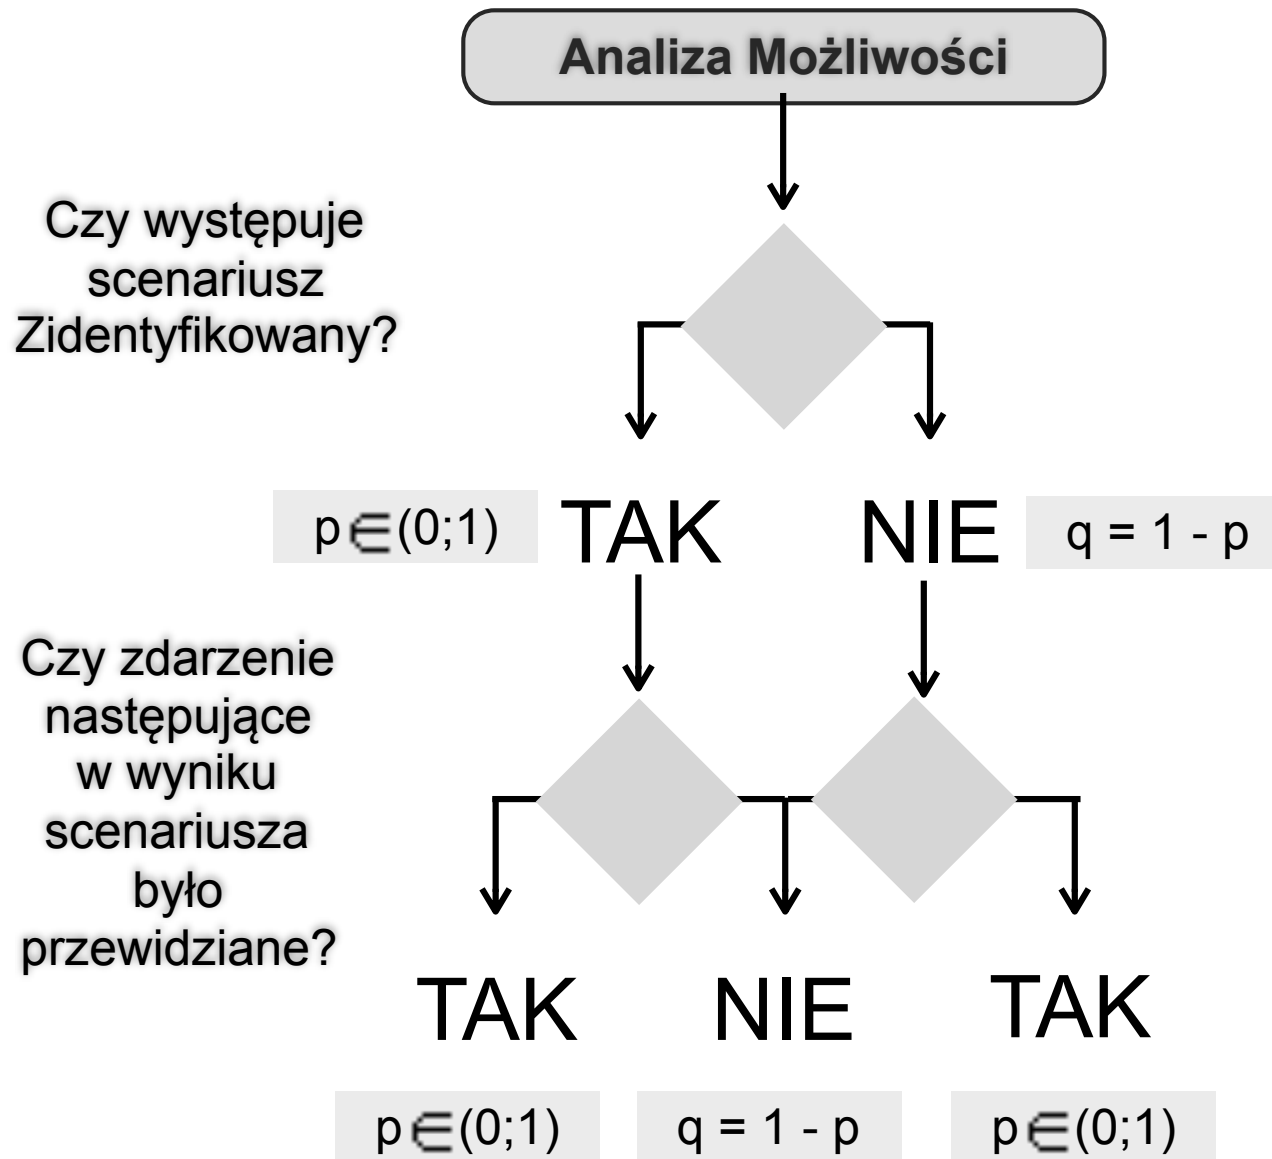 Analiza Możliwości
Czy występuje
scenariusz
Zidentyfikowany?
p∈(0;1)
TAK
NIE
q = 1 - p
Czy zdarzenie
następujące
w wyniku
scenariusza
było
przewidziane?
TAK
NIE
TAK
p∈(0;1)
q = 1 - p
p∈(0;1)